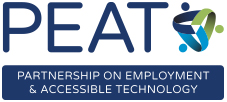 PEAT
PARTNERSHIP ON EMPLOYMENT
& ACCESSIBLE TECHNOLOGY